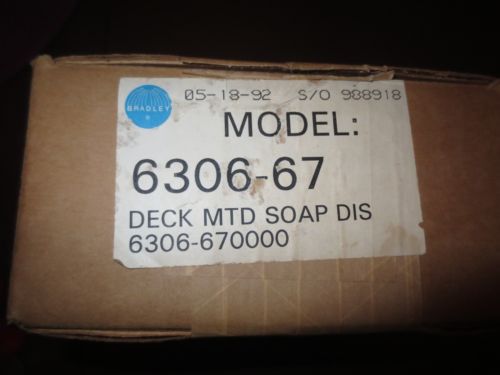 BRADLEY
®
05-18-92 S/O 988918
MODEL:
6306-67
DECK MTD SOAP DIS
6306-670000